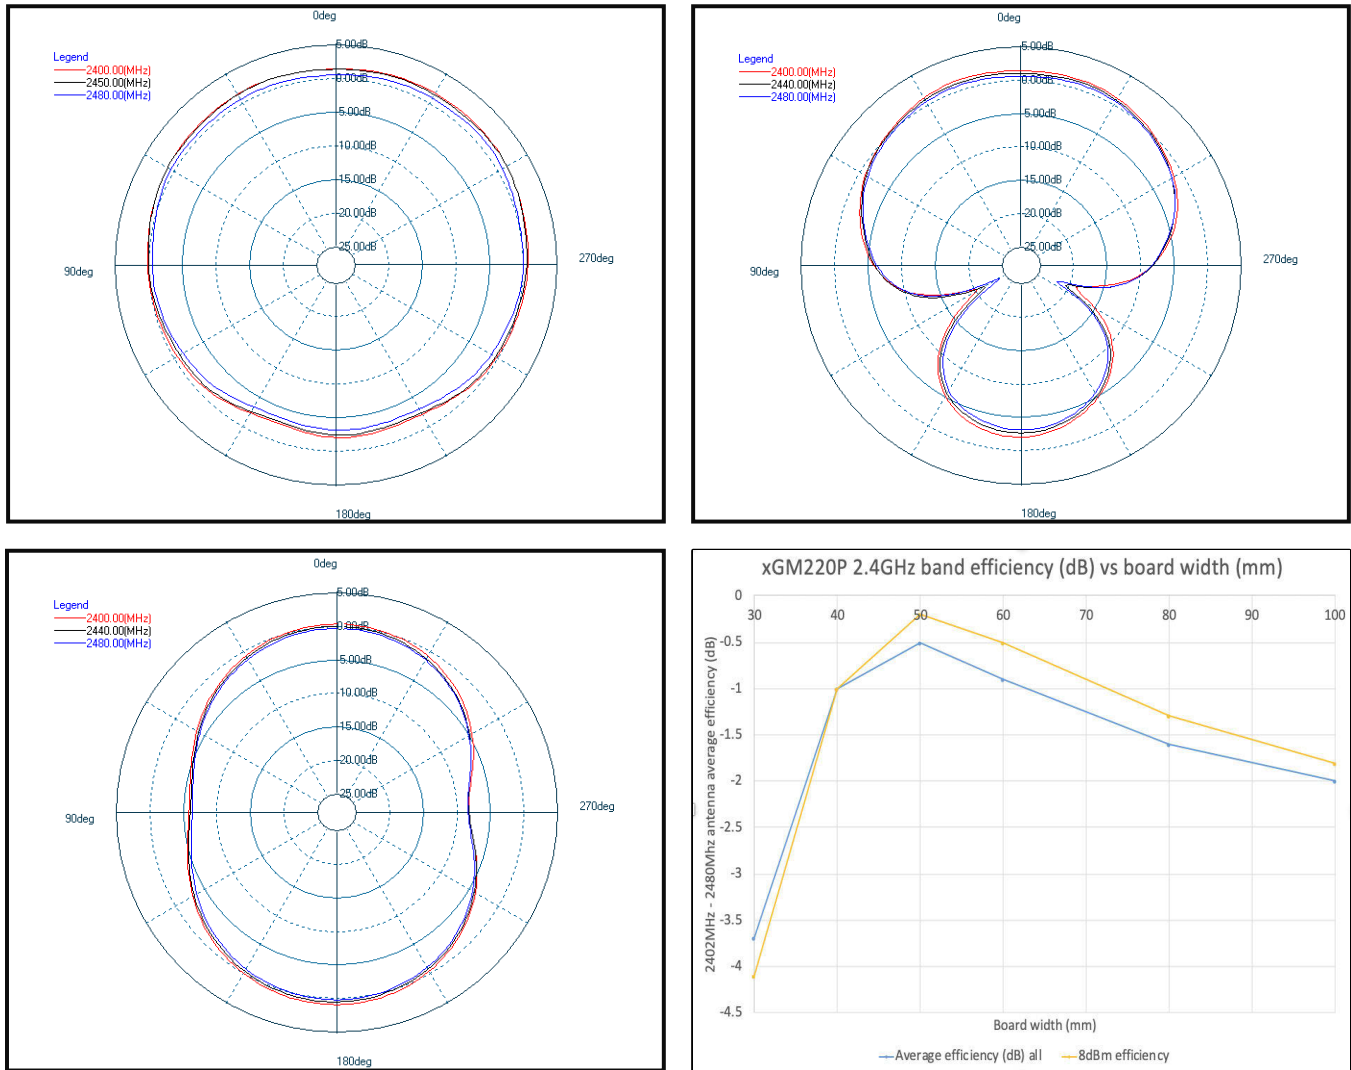 0deg
Legend
2400.00(MHz)
2450.00(MHz)
2480.00(MHz)
5.00dB
0.00dB
5.00dB
10.00dB
15.00dB
20.00dB
25.00dB
90deg
270deg
180deg
0deg
Legend
2400.00(MHz)
2440.00(MHz)
2480.00(MHz)
5.00dB
0.00dB
5.00dB
10.00dB
15.00dB
20.00dB
25.00dB
90deg
270deg
180deg
0deg
Legend
2400.00(MHz)
2440.00(MHz)
2480.00(MHz)
5.00dB
0.00dB
5.00dB
10.00dB
15.00dB
20.00dB
25.00dB
90deg
270deg
180deg
xGM220P 2.4GHz band efficiency (dB) vs board width (mm)
0
30 40 50 60 70 80 90 100
-0.5
-1
-1.5
-2
-2.5
-3
-3.5
-4
-4.5
2402MHz - 2480Mhz antenna average efficiency (dB)
Board width (mm)
Average efficiency (dB) all
8dBm efficiency